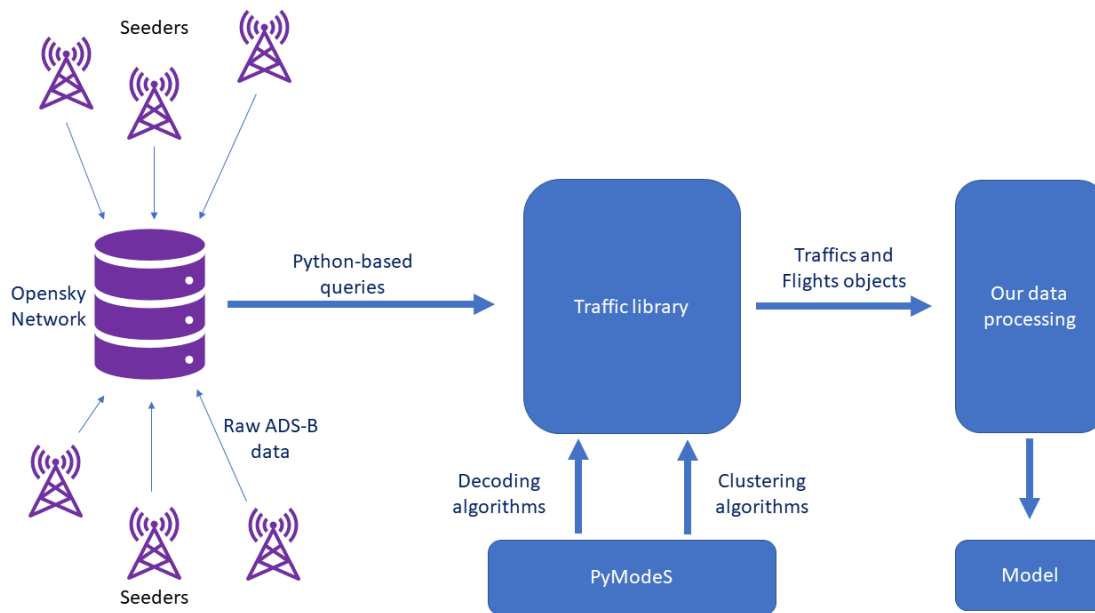 Seeders
Opensky
Network
Python-based
queries
Traffic library
Traffics and
Flights objects
Our data
processing
Raw ADS-B
data
Decoding
algorithms
Clustering
algorithms
PyModeS
Model
Seeders